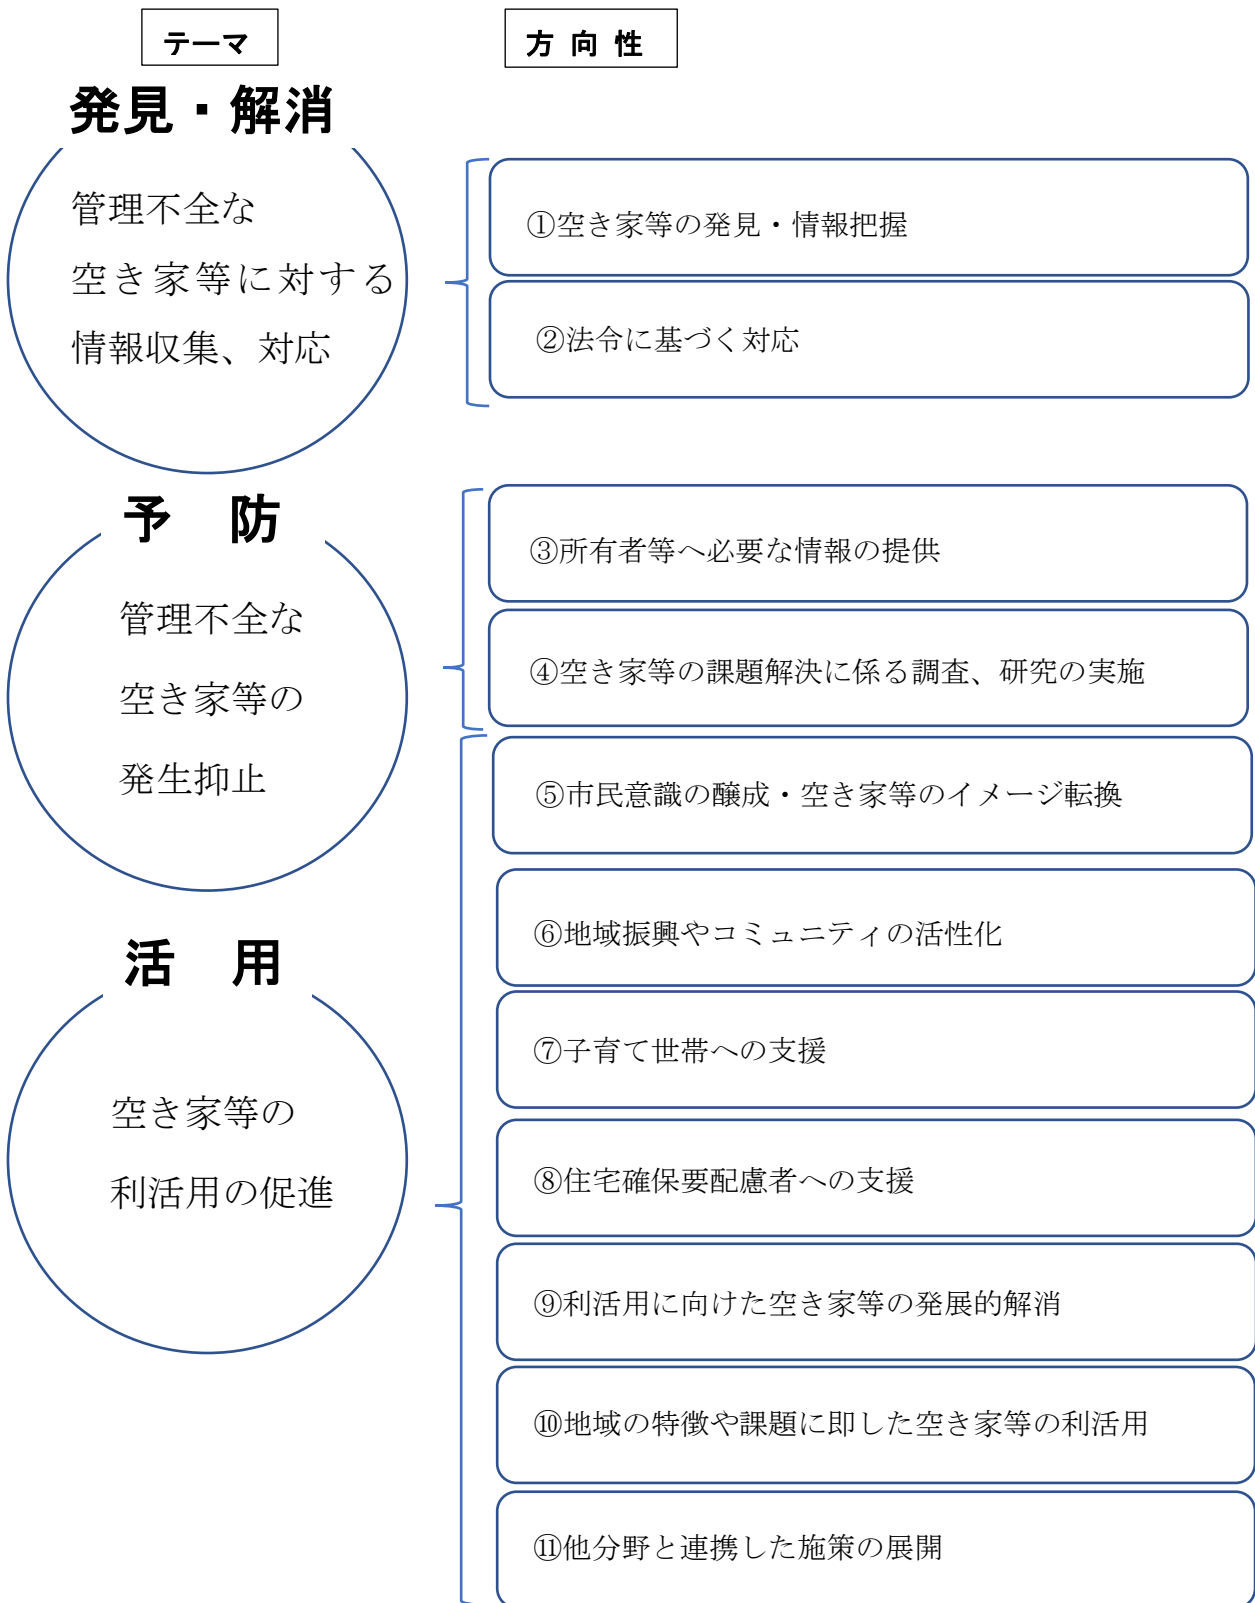 テーマ
方 向 性
発見・解消
管理不全な
空き家等に対する
情報収集、対応
①空き家等の発見・情報把握
②法令に基づく対応
予　防
管理不全な
空き家等の
発生抑止
③所有者等へ必要な情報の提供
④空き家等の課題解決に係る調査、研究の実施
活　用
空き家等の
利活用の促進
⑤市民意識の醸成・空き家等のイメージ転換
⑥地域振興やコミュニティの活性化
⑦子育て世帯への支援
⑧住宅確保要配慮者への支援
⑨利活用に向けた空き家等の発展的解消
⑩地域の特徴や課題に即した空き家等の利活用
⑪他分野と連携した施策の展開